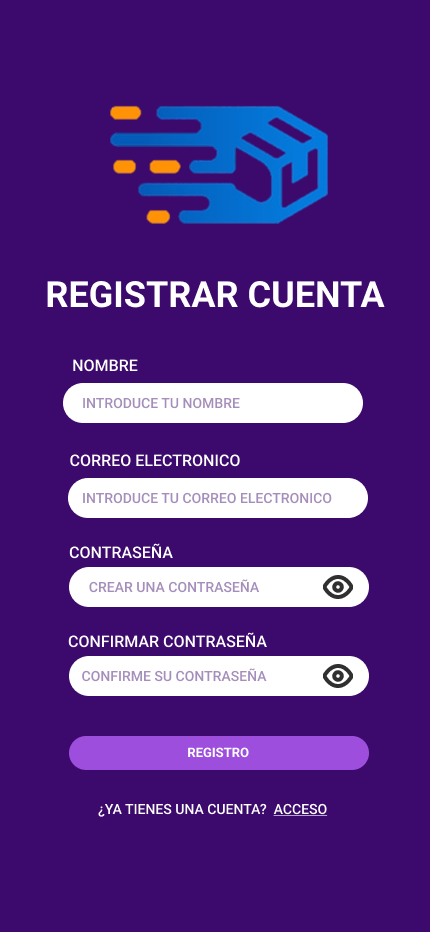 REGISTRAR CUENTA
NOMBRE
INTRODUCE TU NOMBRE
CORREO ELECTRONICO
INTRODUCE TU CORREO ELECTRONICO
CONTRASEÑA
CREAR UNA CONTRASEÑA
CONFIRMAR CONTRASEÑA
CONFIRME SU CONTRASEÑA
REGISTRO
¿YA TIENES UNA CUENTA? ACCESO